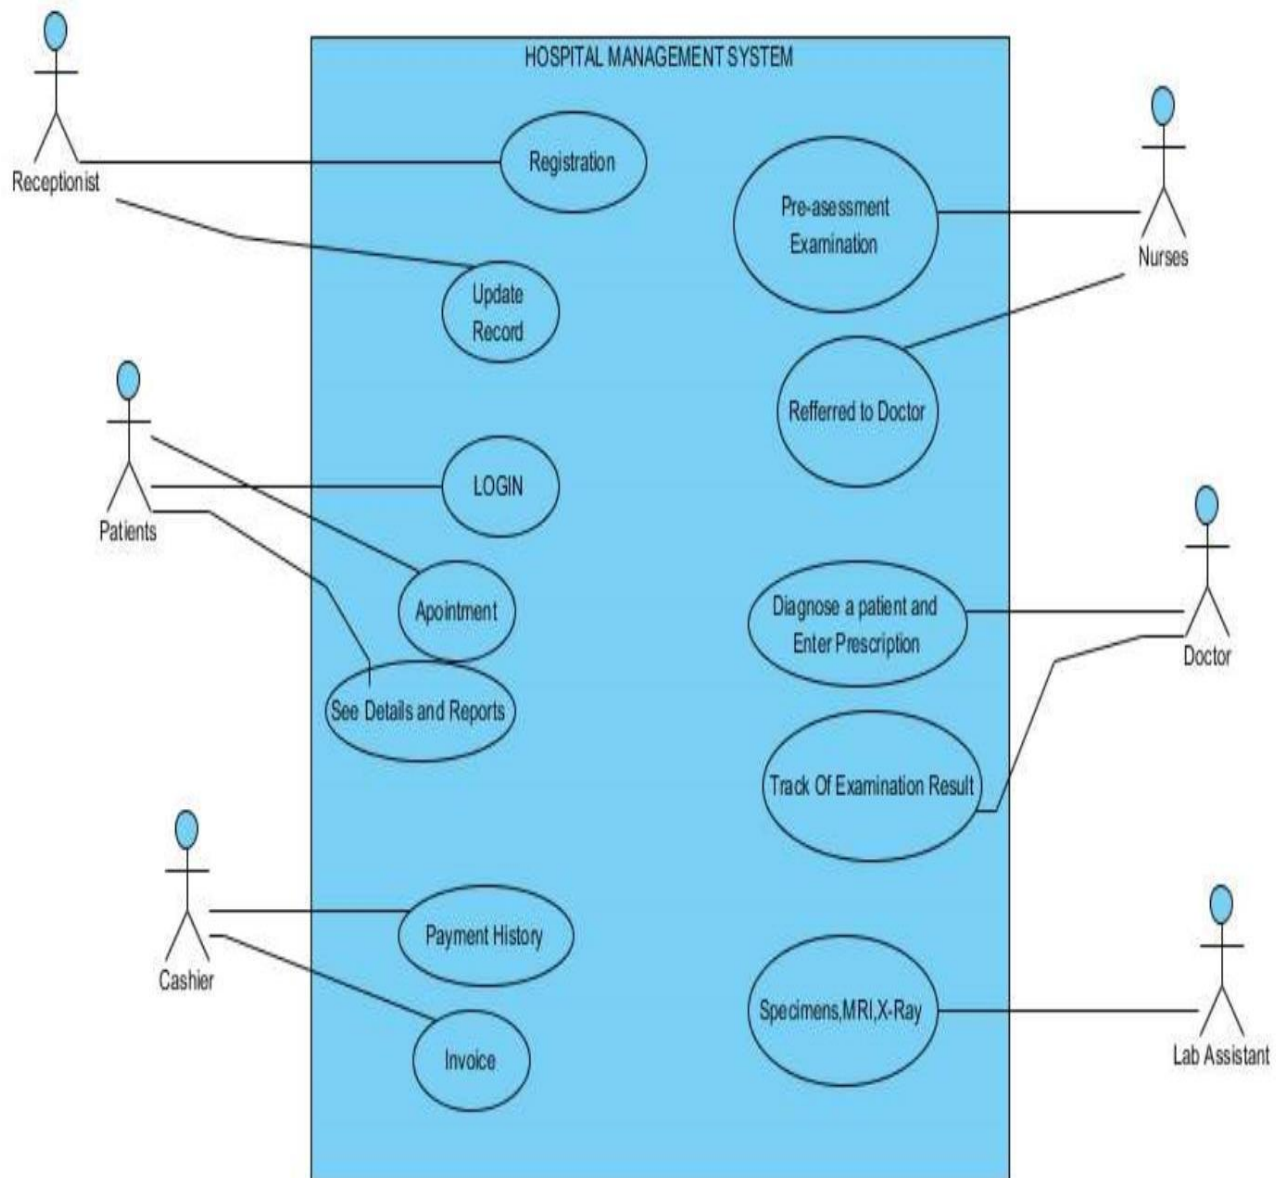 HOSPITAL MANAGEMENT SYSTEM
Receptionist
Registration
Update
Record
Pre-asessment
Examination
Nurses
Refferred to Doctor
Patients
LOGIN
Apointment
See Details and Reports
Diagnose a patient and
Enter Prescription
Doctor
Track Of Examination Result
Cashier
Payment History
Invoice
Specimens,MRI,X-Ray
Lab Assistant